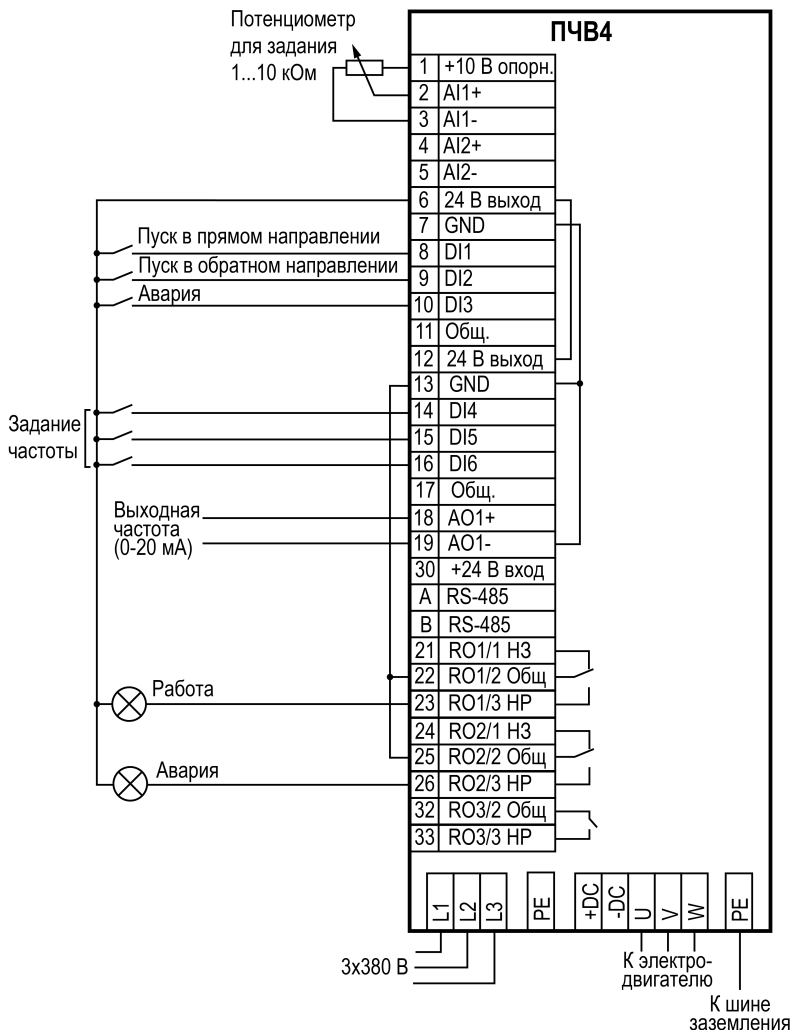 Потенциометр
для задания
1...10 кОм
ПЧВ4
1 +10 В опорн.
2 AI1+
3 AI1-
4 AI2+
5 AI2-
6 24 В выход
7 GND
Пуск в прямом направлении
8 DI1
Пуск в обратном направлении
9 DI2
Авария
10 DI3
11 Общ.
12 24 В выход
13 GND
Задание
частоты
14 DI4
15 DI5
16 DI6
17 Общ.
Выходная
частота
(0-20 мА)
18 AO1+
19 AO1-
30 +24 В вход
A RS-485
B RS-485
21 RO1/1 НЗ
22 RO1/2 Общ
Работа
23 RO1/3 НР
24 RO2/1 НЗ
25 RO2/2 Общ
Авария
26 RO2/3 НР
32 RO3/2 Общ
33 RO3/3 НР
L1 L2 L3 PE +DC -DC U V W PE
3x380 В
К электро-
двигателю
К шине
заземления